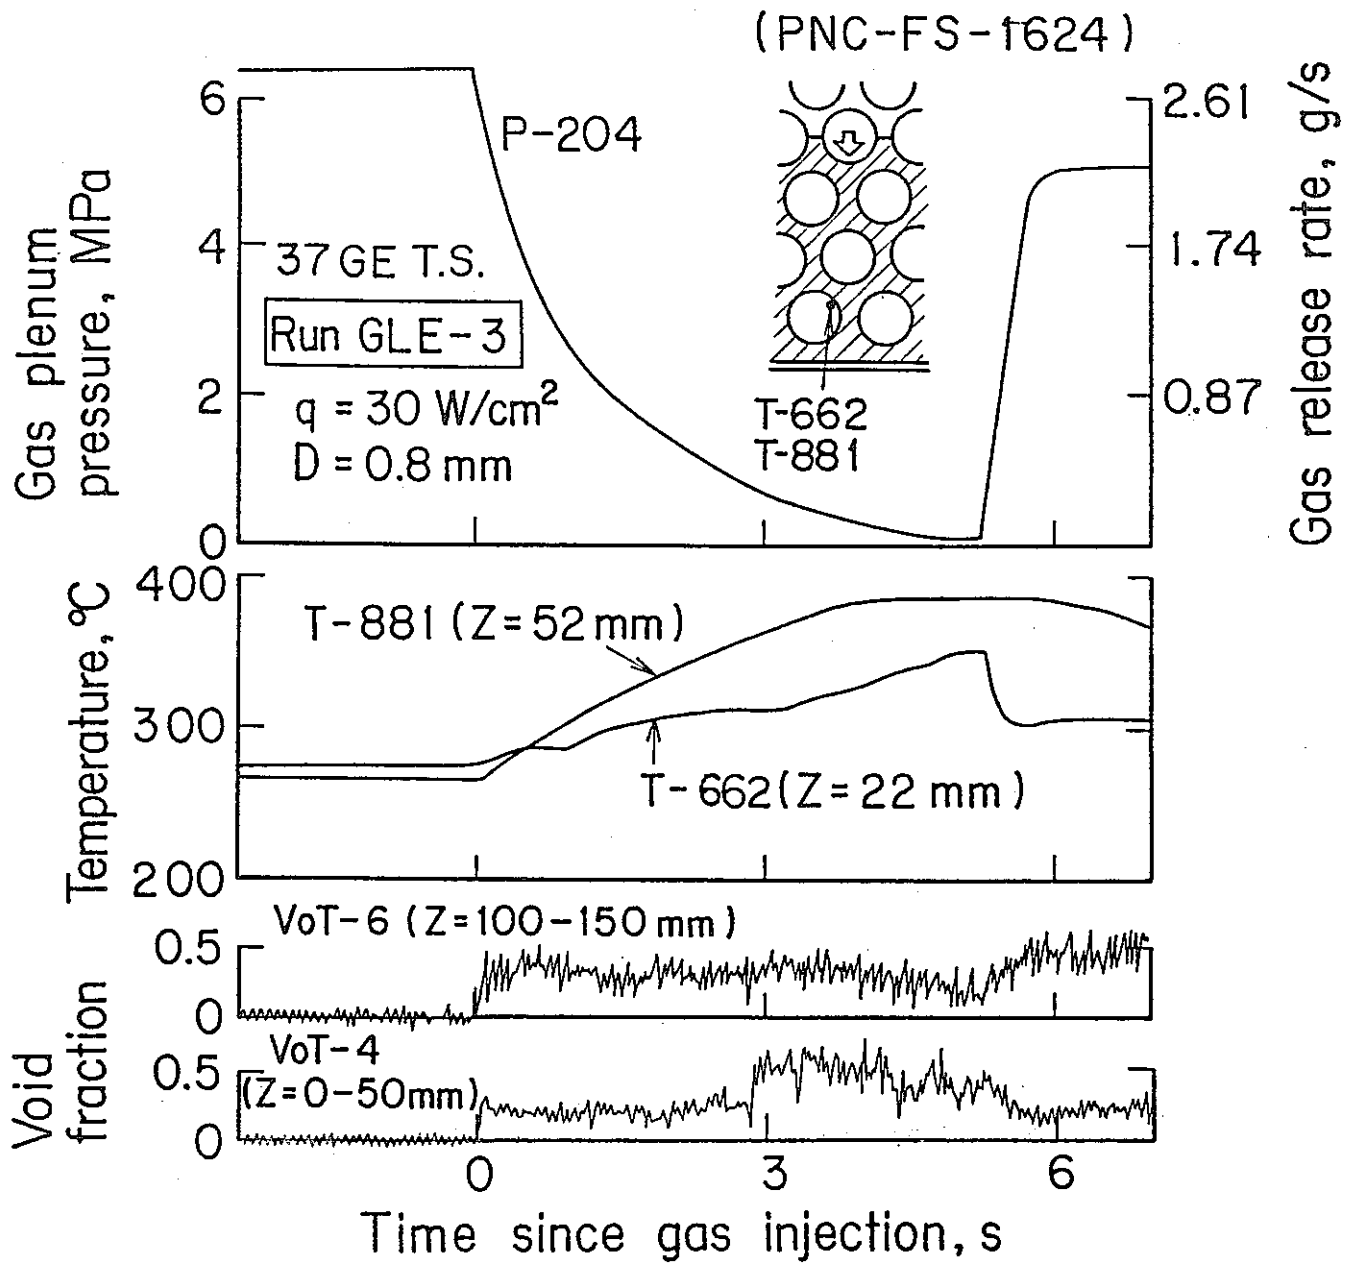 (PNC-FS-1624)
Gas plenum
pressure, MPa
6
4
2
0
P-204
37GE T.S.
Run GLE-3
q = 30 W/cm²
D = 0.8 mm
T-662
T-881
2.61
1.74
0.87
Gas release rate, g/s
Temperature, °C
400
300
200
T-881 (Z=52 mm)
T-662 (Z=22 mm)
Void
fraction
VoT-6 (Z=100-150 mm)
0.5
0
VoT-4
(Z=0-50mm)
0.5
0
0
3
6
Time since gas injection, s